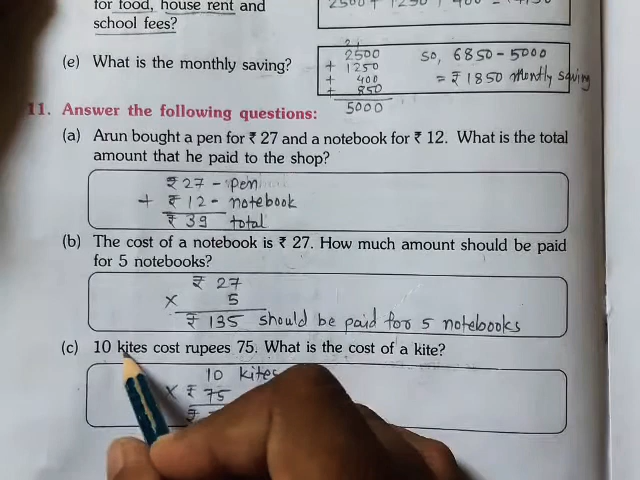 for food, house rent and
school fees?
(e) What is the monthly saving?
2500
+ 1250
+ 400
+ 850
5000
so, 6850 - 5000
= ₹ 1850 montly saving
11. Answer the following questions:
(a) Arun bought a pen for ₹ 27 and a notebook for ₹ 12. What is the total
amount that he paid to the shop?
₹ 27 - pen
+ ₹ 12 - notebook
₹ 39 total
(b) The cost of a notebook is ₹ 27. How much amount should be paid
for 5 notebooks?
₹ 27
x 5
₹ 135 should be paid for 5 notebooks
(c) 10 kites cost rupees 75. What is the cost of a kite?
10 kites
x ₹ 75
₹